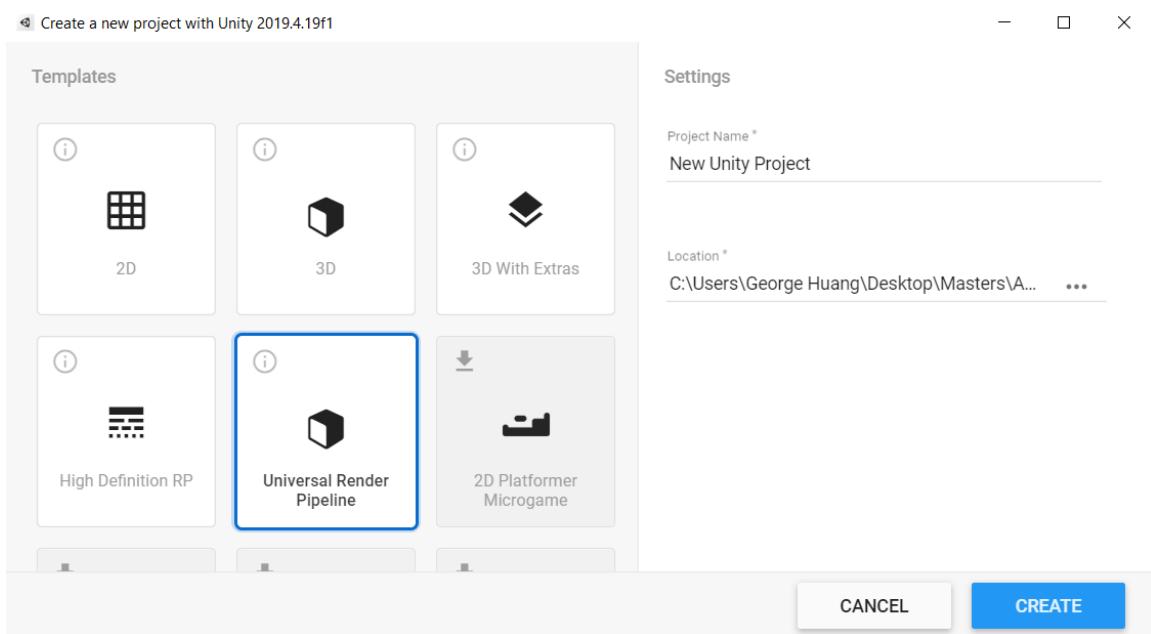 Create a new project with Unity 2019.4.19f1
Templates
2D
3D
3D With Extras
High Definition RP
Universal Render
Pipeline
2D Platformer
Microgame
Settings
Project Name *
New Unity Project
Location *
C:\Users\George Huang\Desktop\Masters\A...
CANCEL
CREATE